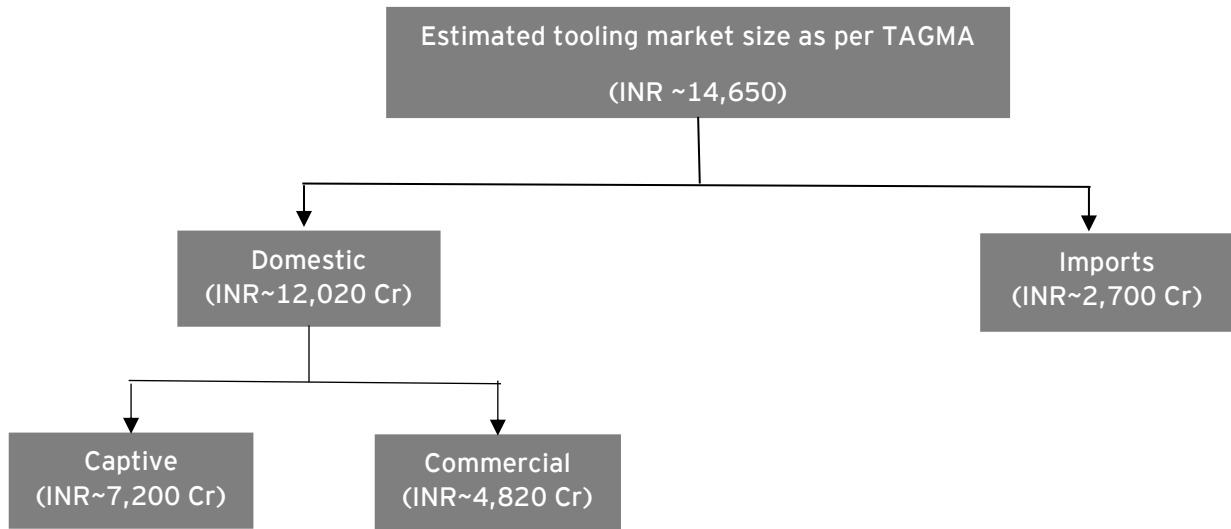 Estimated tooling market size as per TAGMA
(INR ~14,650)
Domestic
(INR~12,020 Cr)
Imports
(INR~2,700 Cr)
Captive
(INR~7,200 Cr)
Commercial
(INR~4,820 Cr)